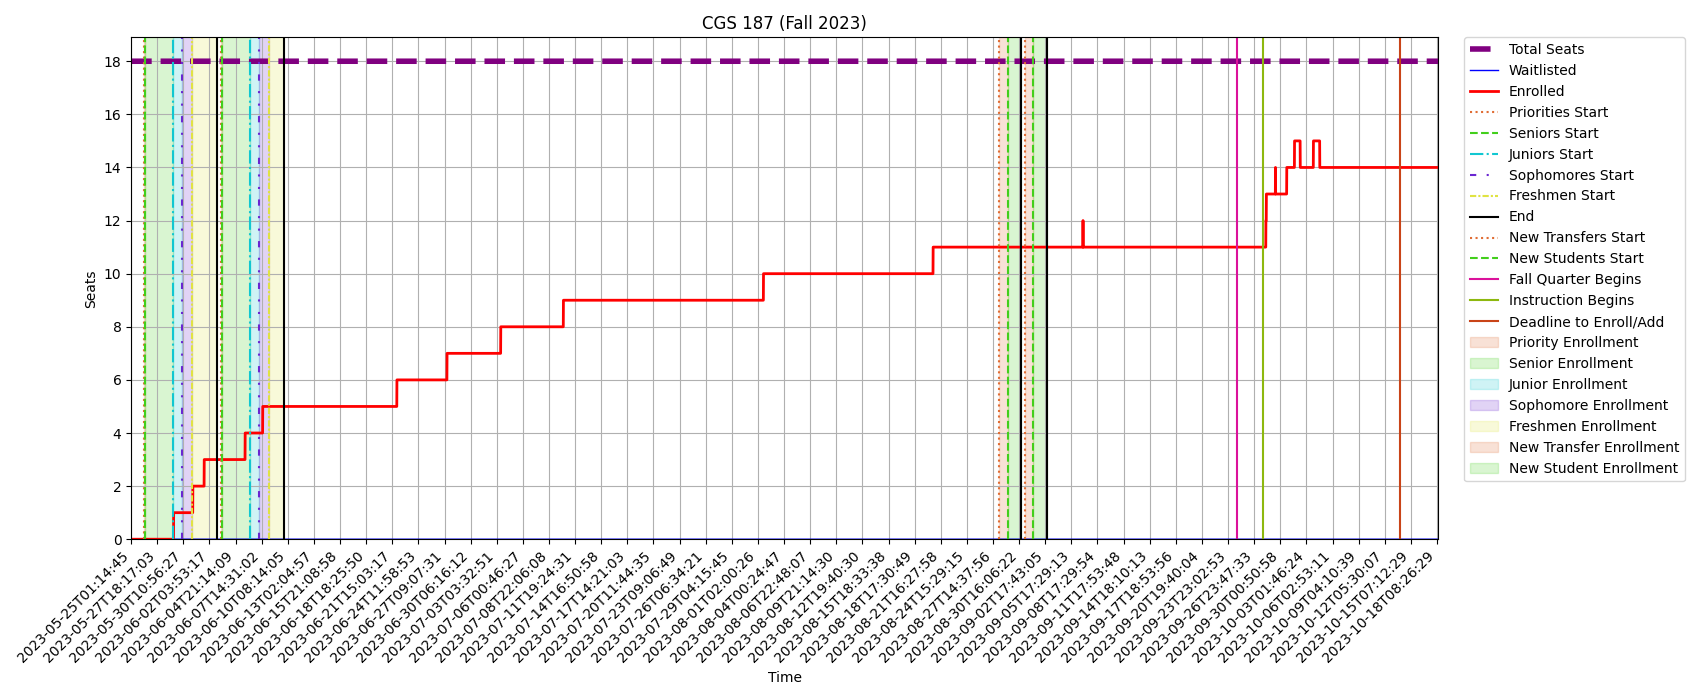 CGS 187 (Fall 2023)
Seats
18
16
14
12
10
8
6
4
2
0
2023-05-25T01:14:45
2023-05-27T18:17:03
2023-05-30T10:56:27
2023-06-02T03:53:17
2023-06-04T21:14:09
2023-06-07T14:31:02
2023-06-10T08:14:05
2023-06-13T02:04:57
2023-06-15T21:08:58
2023-06-18T18:25:50
2023-06-21T15:03:17
2023-06-24T11:58:53
2023-06-27T09:07:31
2023-06-30T06:16:12
2023-07-03T03:32:51
2023-07-06T00:46:27
2023-07-08T22:06:08
2023-07-11T19:24:31
2023-07-14T16:50:58
2023-07-17T14:21:03
2023-07-20T11:44:35
2023-07-23T09:06:49
2023-07-26T06:34:21
2023-07-29T04:15:45
2023-08-01T02:00:26
2023-08-04T00:24:47
2023-08-06T22:48:07
2023-08-09T21:14:30
2023-08-12T19:40:30
2023-08-15T18:33:38
2023-08-18T17:30:49
2023-08-21T16:27:58
2023-08-24T15:29:15
2023-08-27T14:37:56
2023-08-30T16:06:22
2023-09-02T17:43:05
2023-09-05T17:29:13
2023-09-08T17:29:54
2023-09-11T17:53:48
2023-09-14T18:10:13
2023-09-17T18:53:56
2023-09-20T19:40:04
2023-09-23T23:02:53
2023-09-26T23:47:33
2023-09-30T00:50:58
2023-10-03T01:46:24
2023-10-06T02:53:11
2023-10-09T04:10:39
2023-10-12T05:30:07
2023-10-15T07:12:29
2023-10-18T08:26:29
Time
Total Seats
Waitlisted
Enrolled
Priorities Start
Seniors Start
Juniors Start
Sophomores Start
Freshmen Start
End
New Transfers Start
New Students Start
Fall Quarter Begins
Instruction Begins
Deadline to Enroll/Add
Priority Enrollment
Senior Enrollment
Junior Enrollment
Sophomore Enrollment
Freshmen Enrollment
New Transfer Enrollment
New Student Enrollment